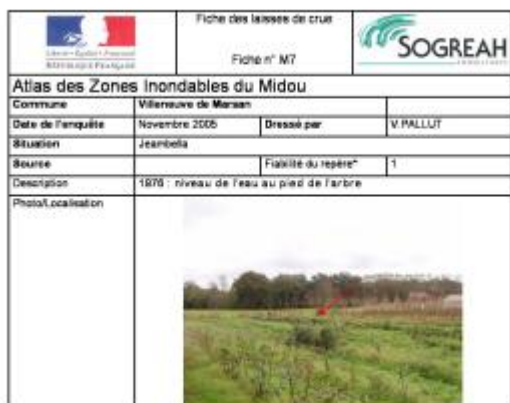 Fiche des laisses de crue
Liberté • Égalité • Fraternité
RÉPUBLIQUE FRANÇAISE
Fiche n° M7
SOGREAH
Atlas des Zones Inondables du Midou
Commune Villeneuve de Marsan
Date de l'enquête Novembre 2005 Dressé par V.PALLUT
Situation Jeambella
Source Fiabilité du repère* 1
Description 1876 : niveau de l'eau au pied de l'arbre
Photo/Localisation